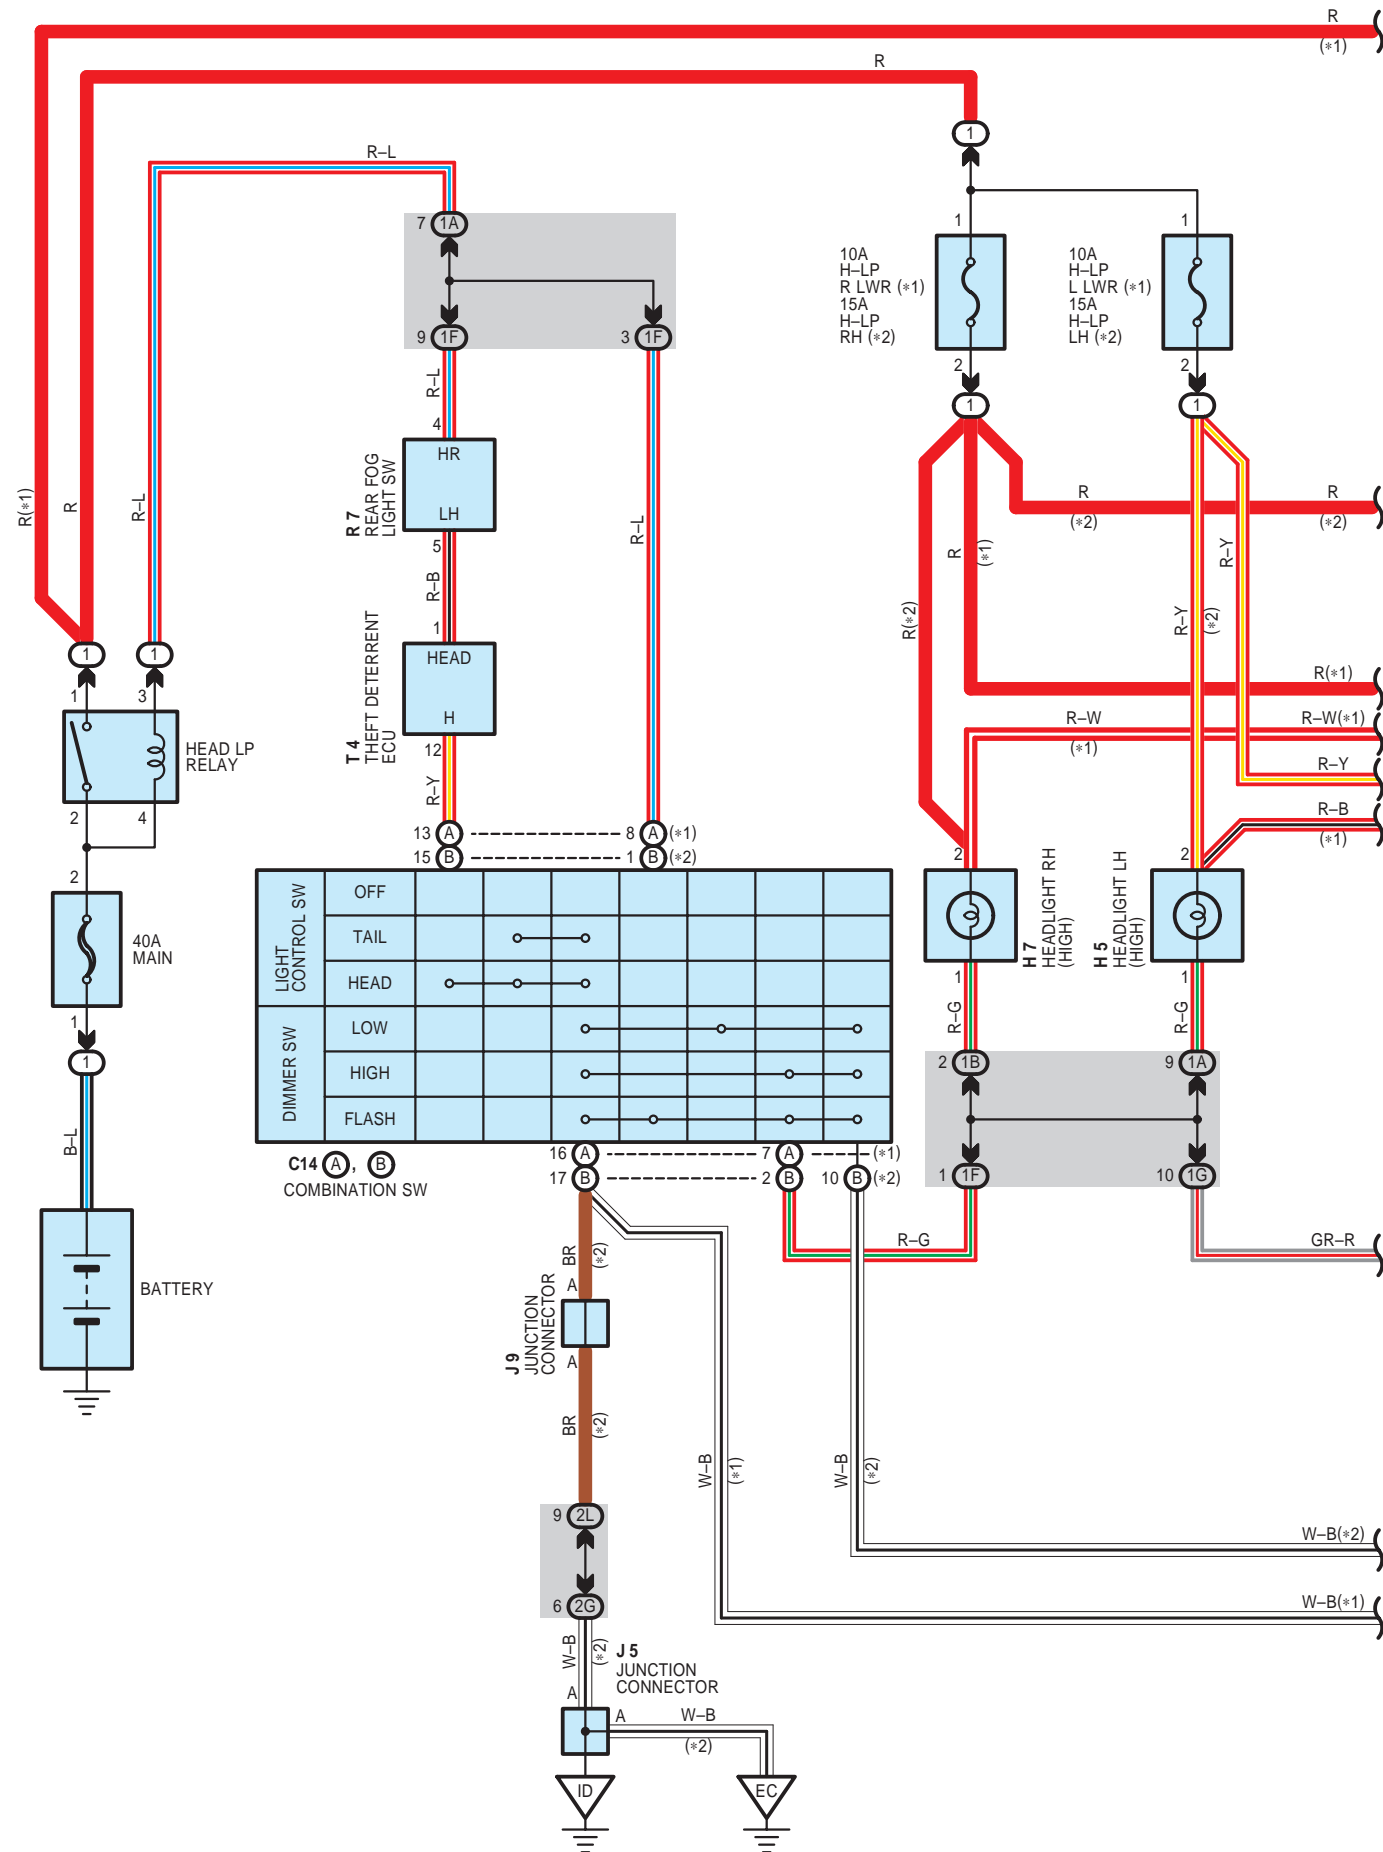 R
(*1)
R
1
R–L
7 1A
1
1
10A
H–LP
R LWR (*1)
15A
H–LP
RH (*2)
10A
H–LP
L LWR (*1)
15A
H–LP
LH (*2)
9 1F
3 1F
2
2
1
1
R–L
4
HR
LH
R 7
REAR FOG
LIGHT SW
5
R–B
1
HEAD
H
T 4
THEFT DETERRENT
ECU
12
R–Y
R–L
R(*1)
R
R–L
R
(*2)
R
(*2)
R
(*1)
R(*2)
R–Y
(*2)
R–Y
1
1
1
3
HEAD LP
RELAY
2
4
R(*1)
R–W
(*1)
R–W(*1)
R–Y
R–B
(*1)
13 A
8 A (*1)
15 B
1 B (*2)
2
40A
MAIN
1
1
B–L
BATTERY
LIGHT
CONTROL SW
OFF
TAIL
HEAD
DIMMER SW
LOW
HIGH
FLASH
C14 A , B
COMBINATION SW
16 A
7 A
(*1)
17 B
2 B
10 B (*2)
2
H 7
HEADLIGHT RH
(HIGH)
1
R–G
2
H 5
HEADLIGHT LH
(HIGH)
1
R–G
2 1B
9 1A
1 1F
10 1G
R–G
GR–R
BR
(*2)
A
J 9
JUNCTION
CONNECTOR
A
BR
(*2)
W–B
(*1)
W–B
(*2)
9 2L
6 2G
W–B(*2)
W–B(*1)
W–B
(*2)
J 5
JUNCTION
CONNECTOR
A
A
W–B
(*2)
ID
EC